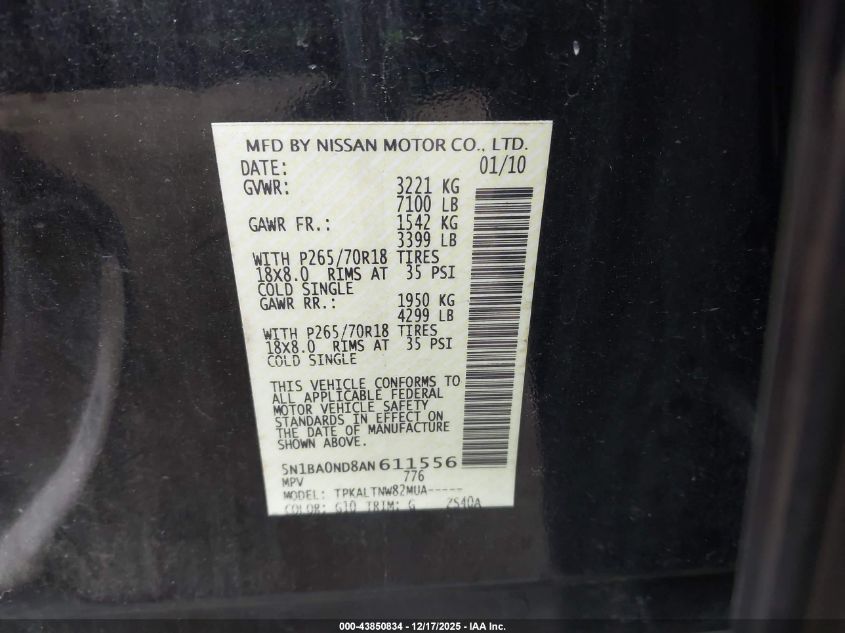 MFD BY NISSAN MOTOR CO., LTD.
DATE: 01/10
GVWR: 3221 KG
7100 LB
GAWR FR.: 1542 KG
3399 LB
WITH P265/70R18 TIRES
18X8.0 RIMS AT 35 PSI
COLD SINGLE
GAWR RR.: 1950 KG
4299 LB
WITH P265/70R18 TIRES
18X8.0 RIMS AT 35 PSI
COLD SINGLE
THIS VEHICLE CONFORMS TO
ALL APPLICABLE FEDERAL
MOTOR VEHICLE SAFETY
STANDARDS IN EFFECT ON
THE DATE OF MANUFACTURE
SHOWN ABOVE.
5N1BA0ND8AN611556
MPV 776
MODEL: TPKALTNW82MUA-----
COLOR: G10 TRIM: G ZS40A
000-43850834 - 12/17/2025 - IAA Inc.